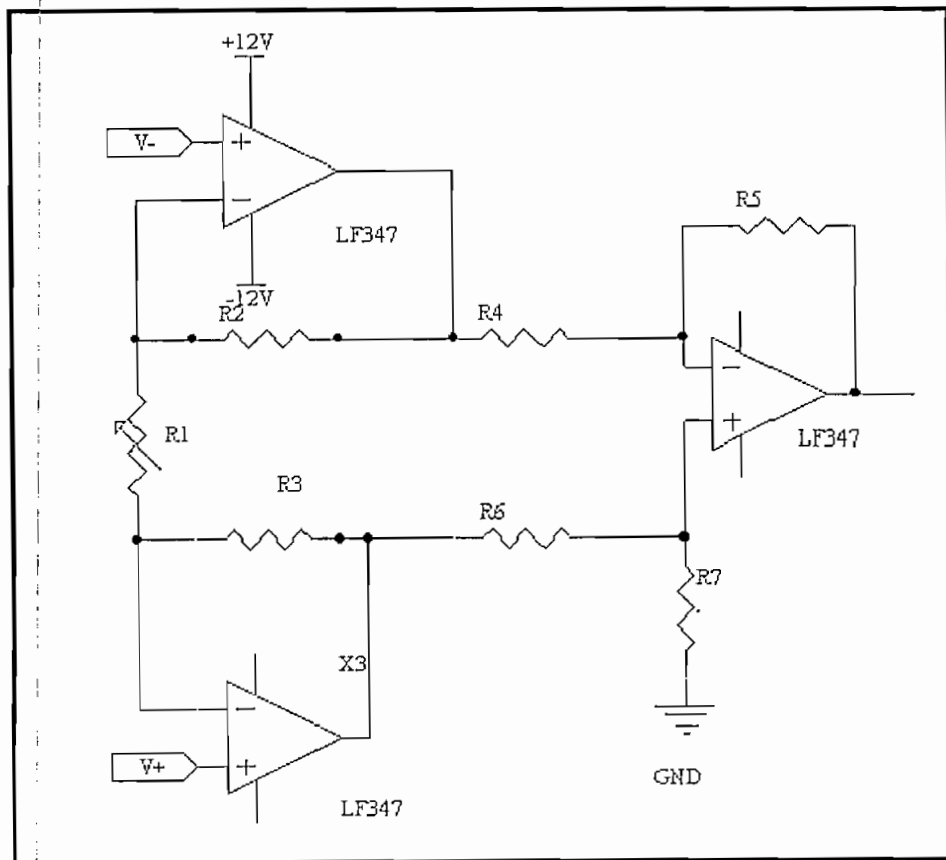 +12V
V-
+
−
LF347
-12V
R2
R4
R5
−
+
LF347
R1
R3
R6
R7
X3
−
V+
+
GND
LF347